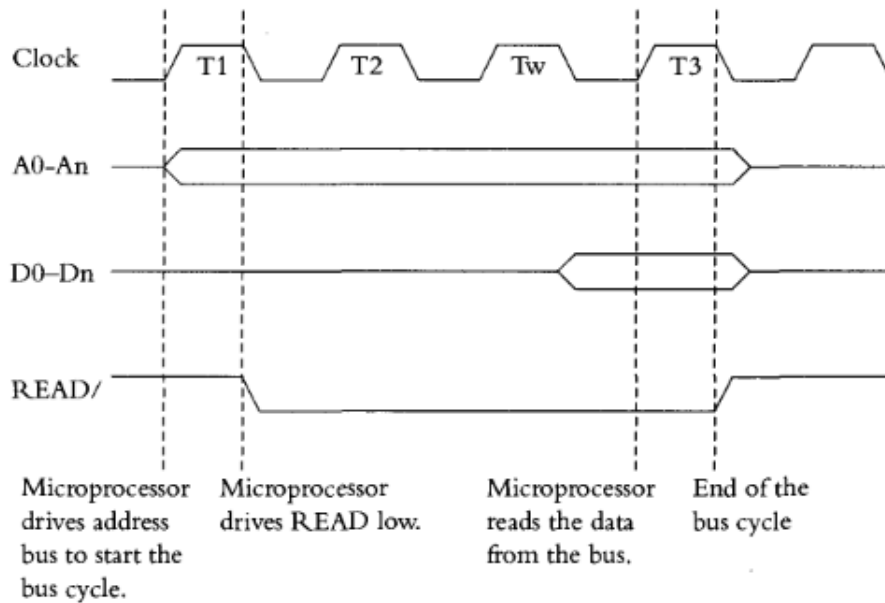 Clock
T1
T2
Tw
T3
A0-An
D0–Dn
READ/
Microprocessor
drives address
bus to start the
bus cycle.
Microprocessor
drives READ low.
Microprocessor
reads the data
from the bus.
End of the
bus cycle